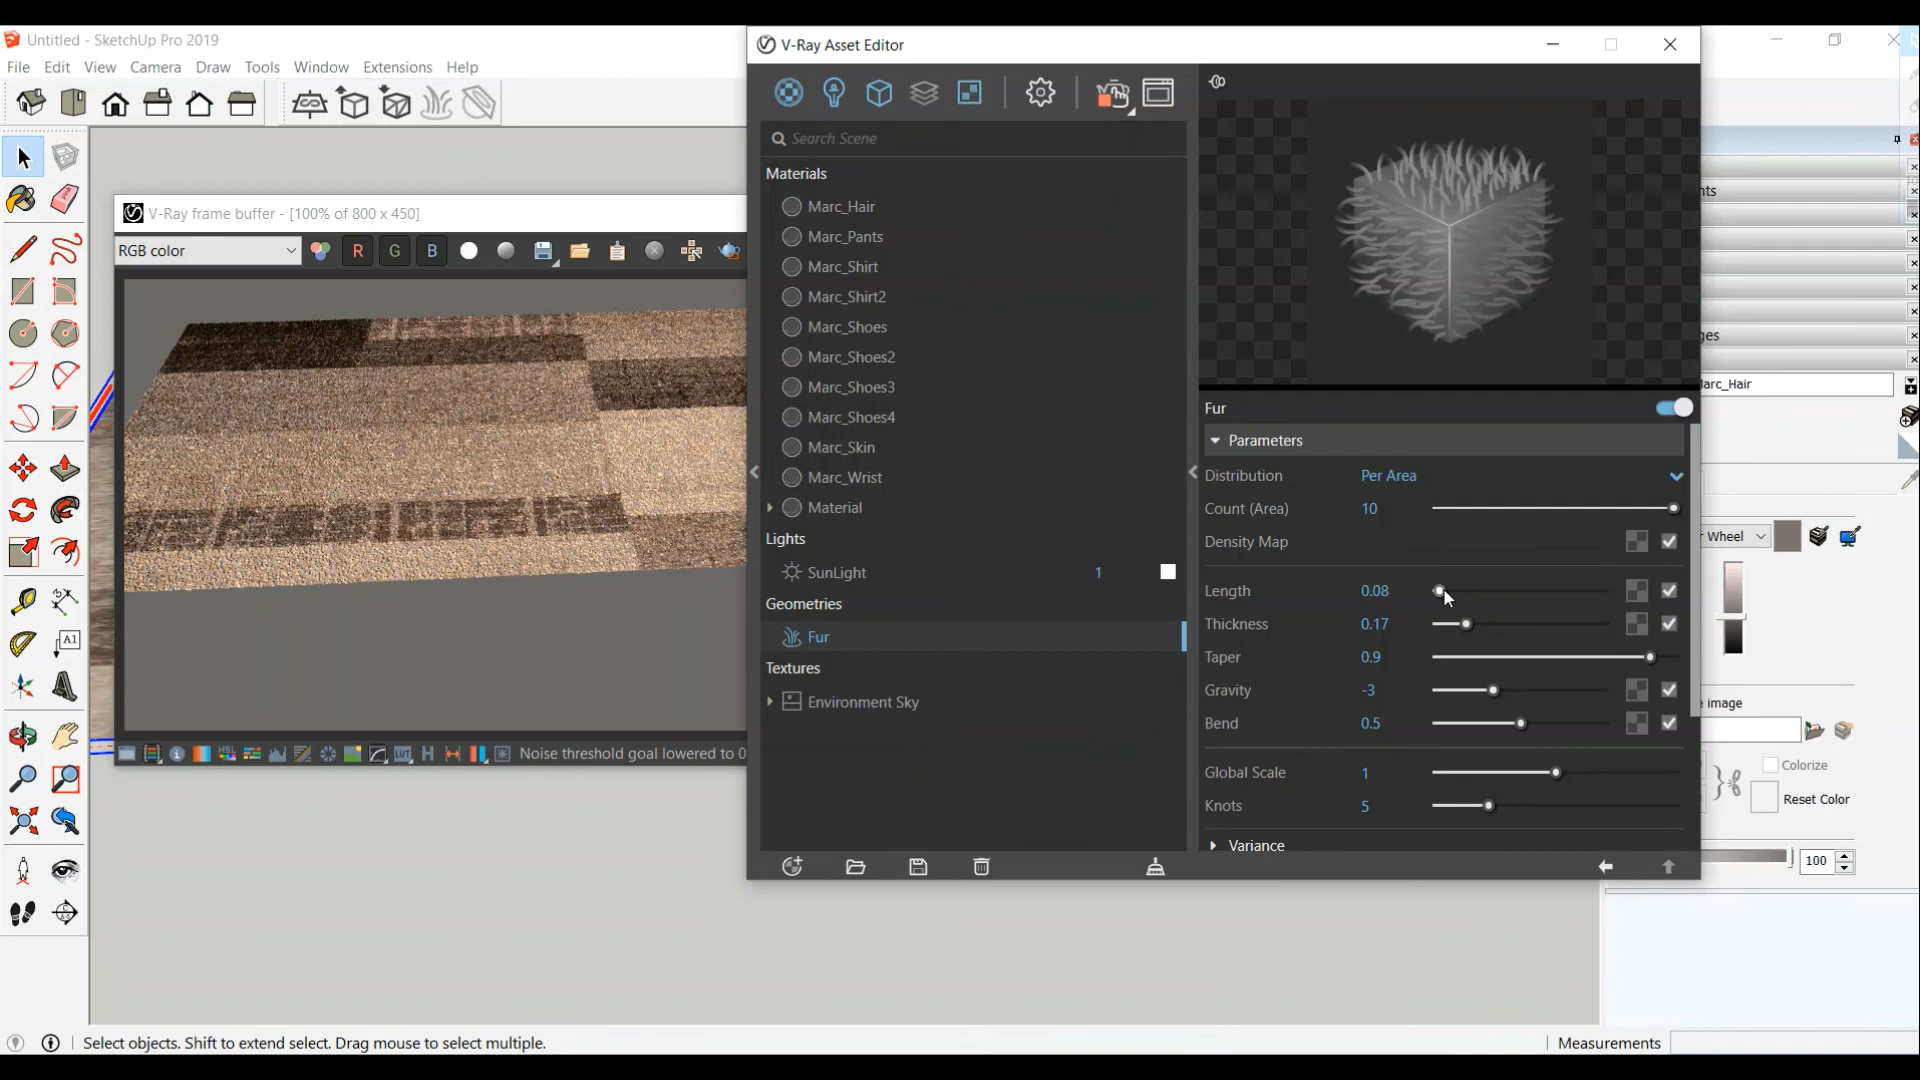 Untitled - SketchUp Pro 2019
File Edit View Camera Draw Tools Window Extensions Help
V-Ray frame buffer - [100% of 800 x 450]
RGB color
R G B
HSL LUT H
Noise threshold goal lowered to 0
A1
V-Ray Asset Editor
Search Scene
Materials
Marc_Hair
Marc_Pants
Marc_Shirt
Marc_Shirt2
Marc_Shoes
Marc_Shoes2
Marc_Shoes3
Marc_Shoes4
Marc_Skin
Marc_Wrist
Material
Lights
SunLight 1
Geometries
Fur
Textures
Environment Sky
Fur
Parameters
Distribution Per Area
Count (Area) 10
Density Map
Length 0.08
Thickness 0.17
Taper 0.9
Gravity -3
Bend 0.5
Global Scale 1
Knots 5
Variance
nts
ges
arc_Hair
Wheel
image
Colorize
Reset Color
100
Select objects. Shift to extend select. Drag mouse to select multiple.
Measurements